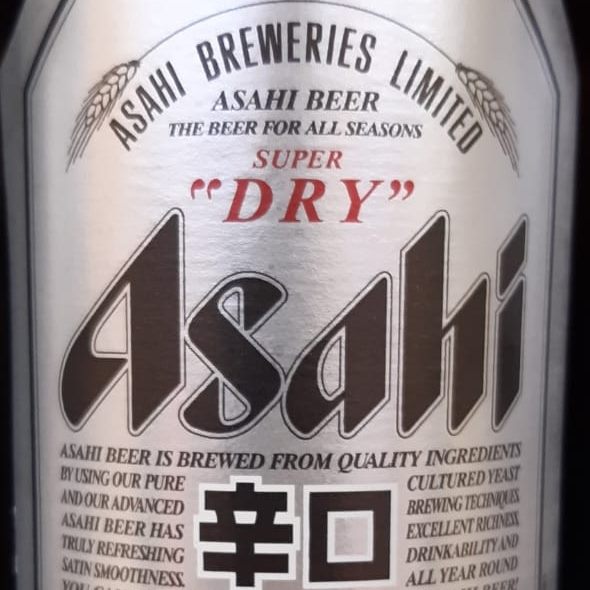 ASAHI BREWERIES LIMITED
ASAHI BEER
THE BEER FOR ALL SEASONS
SUPER
"DRY"
Asahi
ASAHI BEER IS BREWED FROM QUALITY INGREDIENTS
BY USING OUR PURE CULTURED YEAST
AND OUR ADVANCED BREWING TECHNIQUES.
ASAHI BEER HAS EXCELLENT RICHNESS,
TRULY REFRESHING DRINKABILITY AND
SATIN SMOOTHNESS. ALL YEAR ROUND
辛口
BEER!